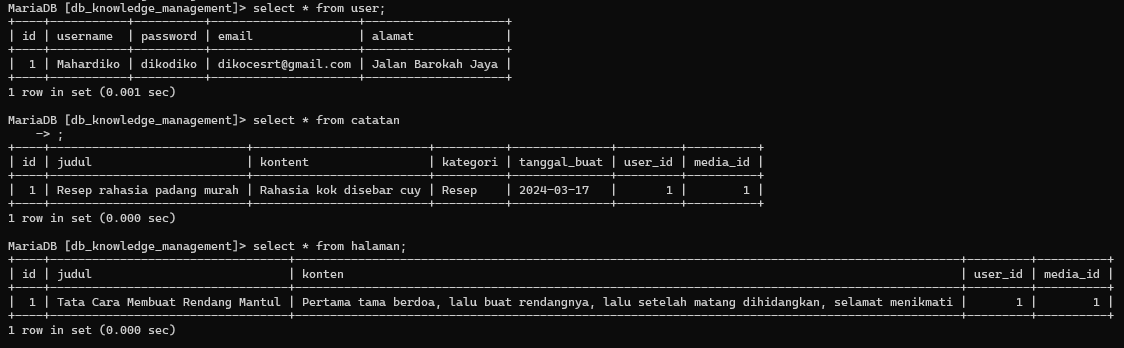 MariaDB [db_knowledge_management]> select * from user;
+----+-----------+----------+--------------------+--------------------+
| id | username  | password | email              | alamat             |
+----+-----------+----------+--------------------+--------------------+
|  1 | Mahardiko | dikodiko | dikocesrt@gmail.com | Jalan Barokah Jaya |
+----+-----------+----------+--------------------+--------------------+
1 row in set (0.001 sec)
MariaDB [db_knowledge_management]> select * from catatan
    -> ;
+----+----------------------------+------------------------+----------+--------------+---------+----------+
| id | judul                      | kontent                | kategori | tanggal_buat | user_id | media_id |
+----+----------------------------+------------------------+----------+--------------+---------+----------+
|  1 | Resep rahasia padang murah | Rahasia kok disebar cuy | Resep    | 2024-03-17   |       1 |        1 |
+----+----------------------------+------------------------+----------+--------------+---------+----------+
1 row in set (0.000 sec)
MariaDB [db_knowledge_management]> select * from halaman;
+----+---------------------------------+---------------------------------------------------------------------------------------------+---------+----------+
| id | judul                           | konten                                                                                      | user_id | media_id |
+----+---------------------------------+---------------------------------------------------------------------------------------------+---------+----------+
|  1 | Tata Cara Membuat Rendang Mantul | Pertama tama berdoa, lalu buat rendangnya, lalu setelah matang dihidangkan, selamat menikmati |       1 |        1 |
+----+---------------------------------+---------------------------------------------------------------------------------------------+---------+----------+
1 row in set (0.000 sec)